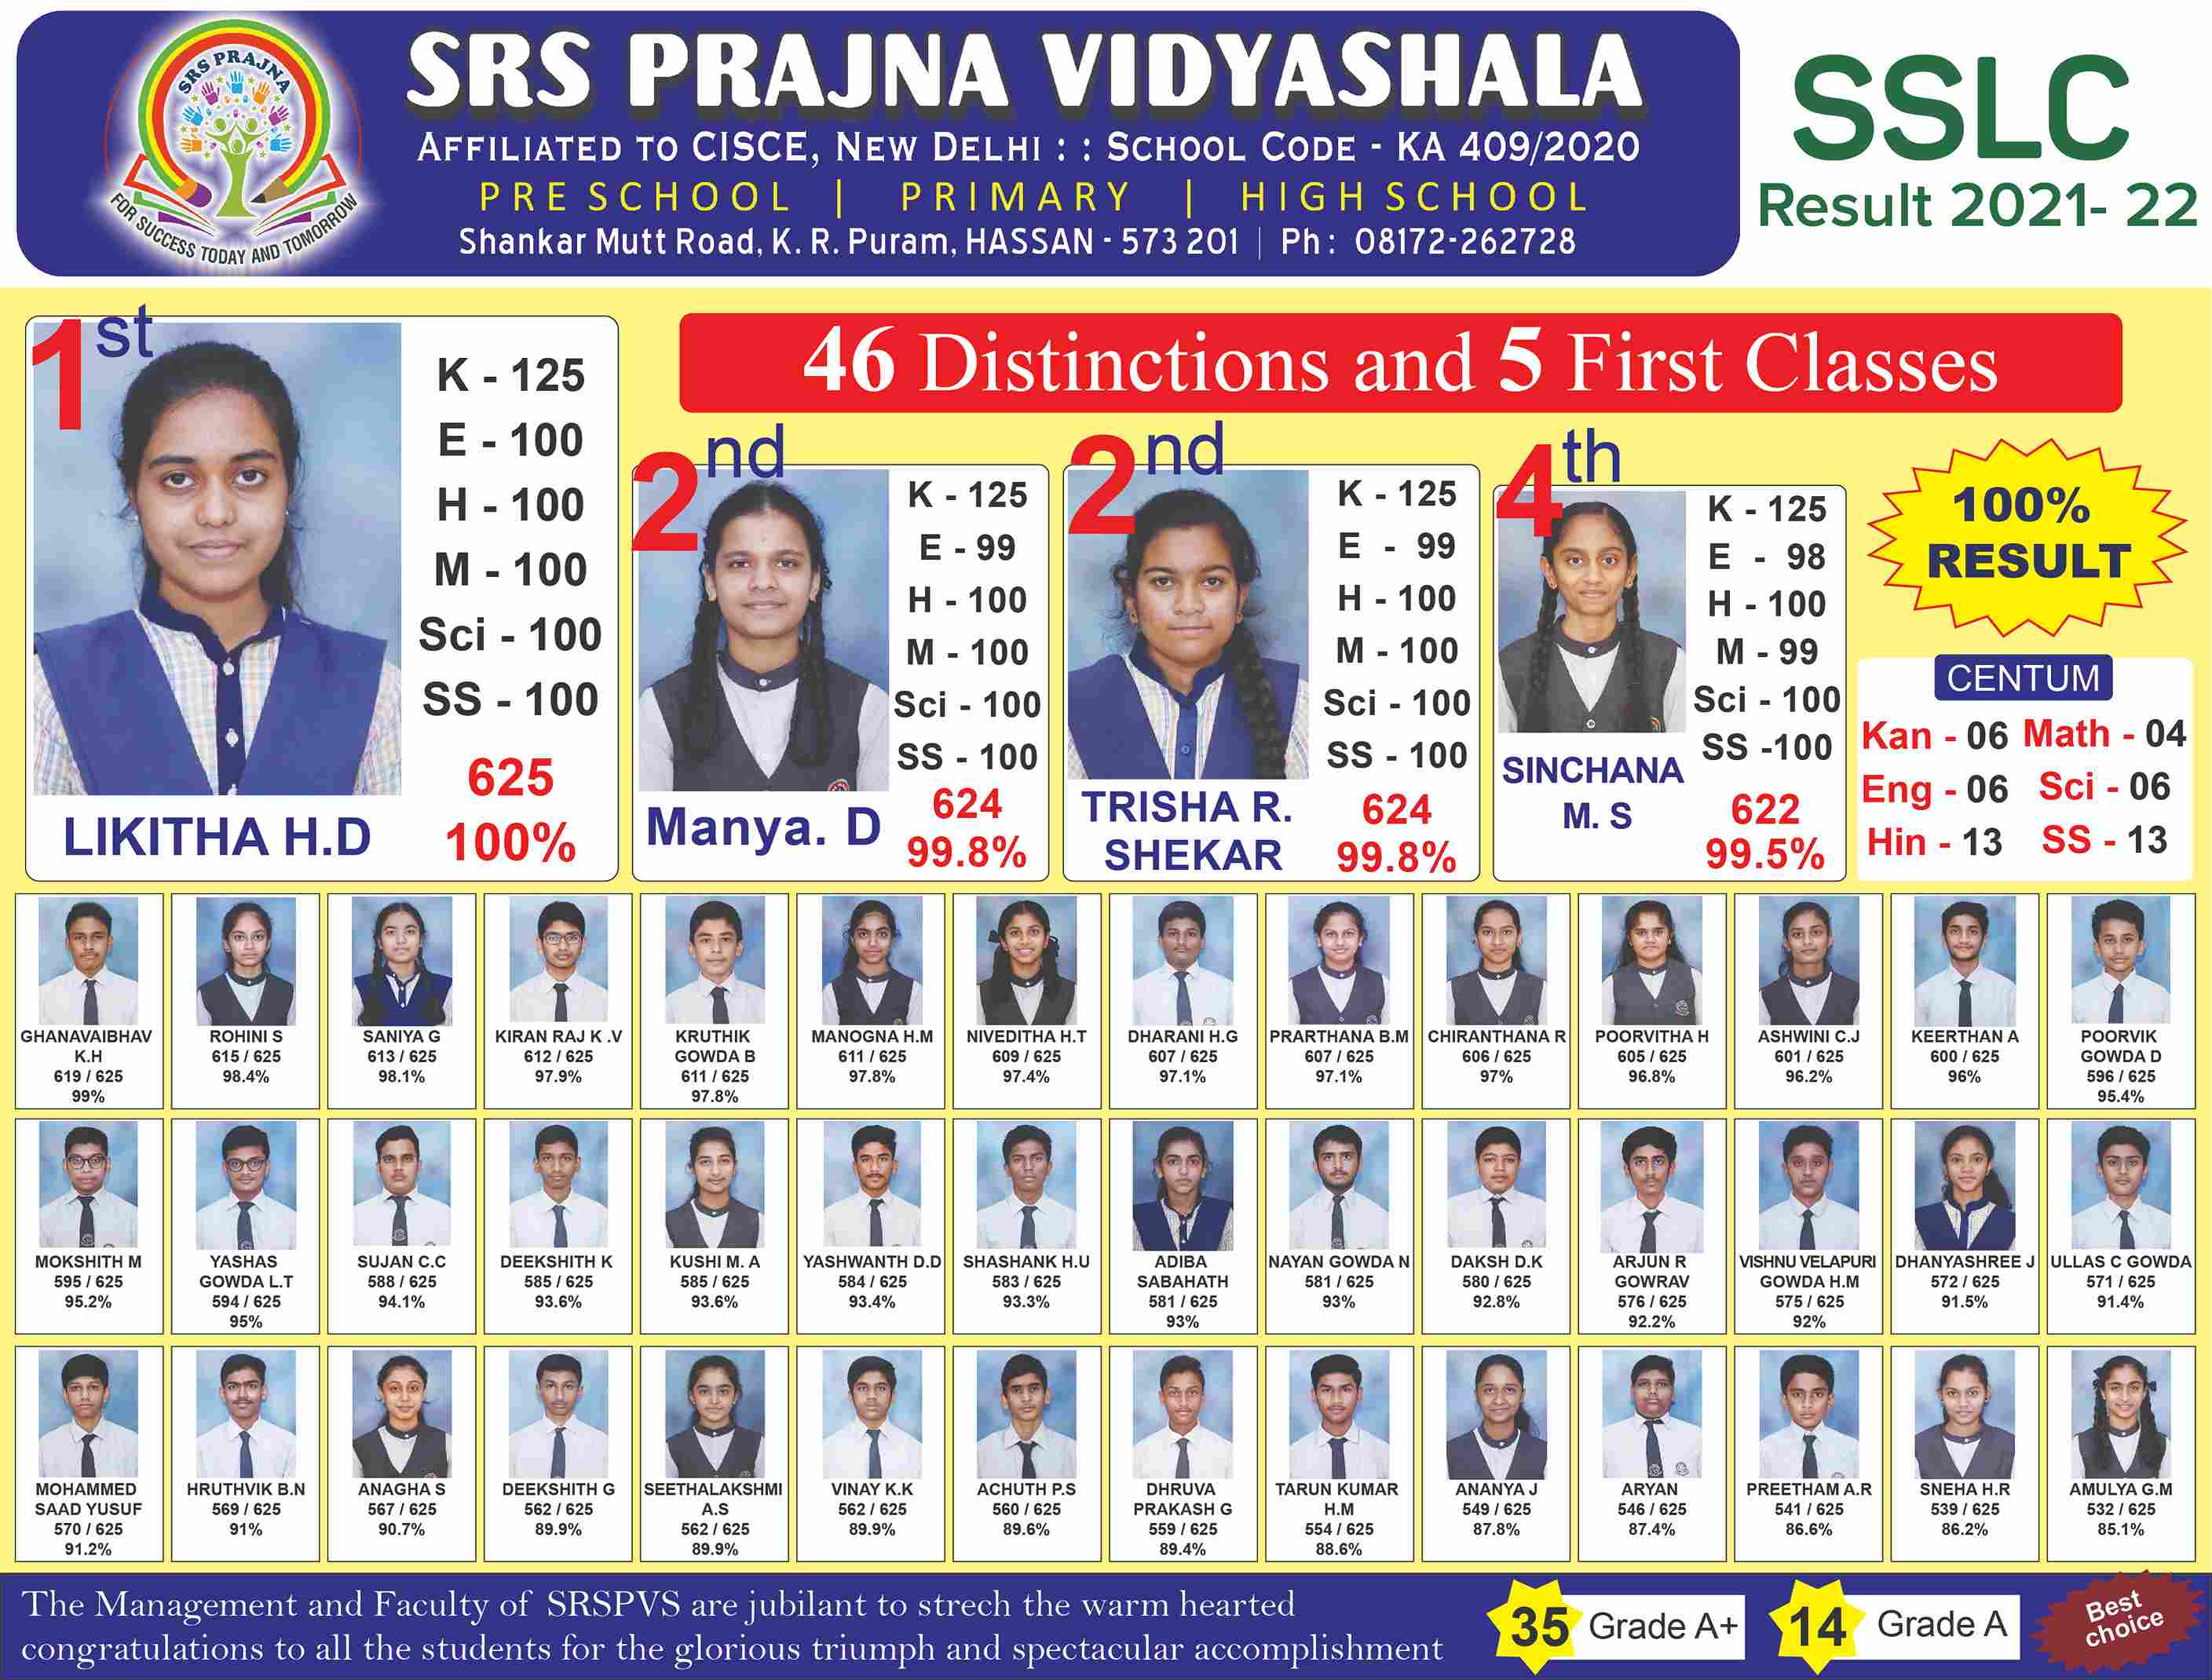 SRS PRAJNA
FOR SUCCESS TODAY AND TOMORROW
SRS PRAJNA VIDYASHALA
AFFILIATED TO CISCE, NEW DELHI : : SCHOOL CODE - KA 409/2020
PRE SCHOOL | PRIMARY | HIGH SCHOOL
Shankar Mutt Road, K. R. Puram, HASSAN - 573 201 | Ph : 08172-262728
SSLC
Result 2021- 22
46 Distinctions and 5 First Classes
1st
K - 125
E - 100
H - 100
M - 100
Sci - 100
SS - 100
625
100%
LIKITHA H.D
2nd
K - 125
E - 99
H - 100
M - 100
Sci - 100
SS - 100
624
99.8%
Manya. D
2nd
K - 125
E - 99
H - 100
M - 100
Sci - 100
SS - 100
624
99.8%
TRISHA R.
SHEKAR
4th
K - 125
E - 98
H - 100
M - 99
Sci - 100
SS -100
622
99.5%
SINCHANA
M. S
100%
RESULT
CENTUM
Kan - 06 Math - 04
Eng - 06 Sci - 06
Hin - 13 SS - 13
GHANAVAIBHAV
K.H
619 / 625
99%
ROHINI S
615 / 625
98.4%
SANIYA G
613 / 625
98.1%
KIRAN RAJ K .V
612 / 625
97.9%
KRUTHIK
GOWDA B
611 / 625
97.8%
MANOGNA H.M
611 / 625
97.8%
NIVEDITHA H.T
609 / 625
97.4%
DHARANI H.G
607 / 625
97.1%
PRARTHANA B.M
607 / 625
97.1%
CHIRANTHANA R
606 / 625
97%
POORVITHA H
605 / 625
96.8%
ASHWINI C.J
601 / 625
96.2%
KEERTHAN A
600 / 625
96%
POORVIK
GOWDA D
596 / 625
95.4%
MOKSHITH M
595 / 625
95.2%
YASHAS
GOWDA L.T
594 / 625
95%
SUJAN C.C
588 / 625
94.1%
DEEKSHITH K
585 / 625
93.6%
KUSHI M. A
585 / 625
93.6%
YASHWANTH D.D
584 / 625
93.4%
SHASHANK H.U
583 / 625
93.3%
ADIBA
SABAHATH
581 / 625
93%
NAYAN GOWDA N
581 / 625
93%
DAKSH D.K
580 / 625
92.8%
ARJUN R
GOWRAV
576 / 625
92.2%
VISHNU VELAPURI
GOWDA H.M
575 / 625
92%
DHANYASHREE J
572 / 625
91.5%
ULLAS C GOWDA
571 / 625
91.4%
MOHAMMED
SAAD YUSUF
570 / 625
91.2%
HRUTHVIK B.N
569 / 625
91%
ANAGHA S
567 / 625
90.7%
DEEKSHITH G
562 / 625
89.9%
SEETHALAKSHMI
A.S
562 / 625
89.9%
VINAY K.K
562 / 625
89.9%
ACHUTH P.S
560 / 625
89.6%
DHRUVA
PRAKASH G
559 / 625
89.4%
TARUN KUMAR
H.M
554 / 625
88.6%
ANANYA J
549 / 625
87.8%
ARYAN
546 / 625
87.4%
PREETHAM A.R
541 / 625
86.6%
SNEHA H.R
539 / 625
86.2%
AMULYA G.M
532 / 625
85.1%
The Management and Faculty of SRSPVS are jubilant to strech the warm hearted
congratulations to all the students for the glorious triumph and spectacular accomplishment
35 Grade A+
14 Grade A
Best
choice